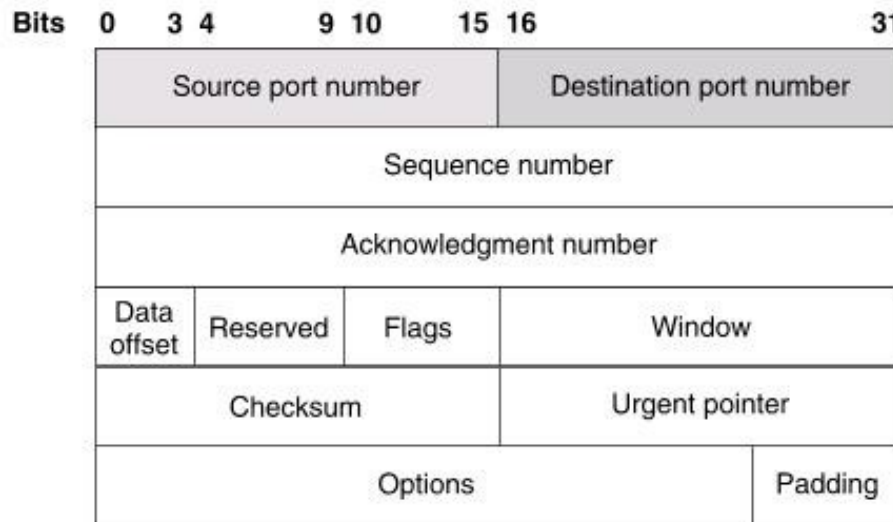 Bits 0 3 4 9 10 15 16 31
Source port number Destination port number
Sequence number
Acknowledgment number
Data
offset
Reserved Flags Window
Checksum Urgent pointer
Options Padding